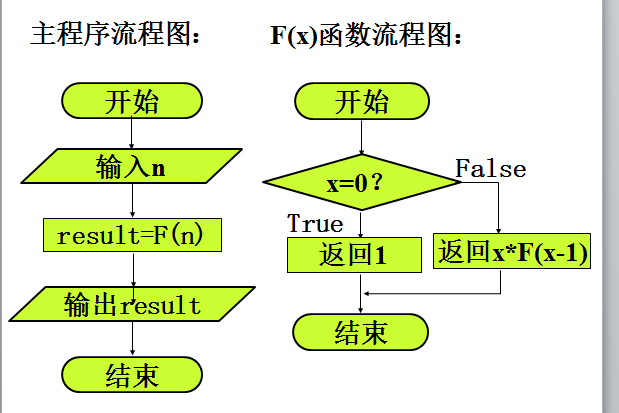 主程序流程图：
开始
输入n
result=F(n)
输出result
结束
F(x)函数流程图：
开始
x=0？
False
True
返回1
返回x*F(x-1)
结束